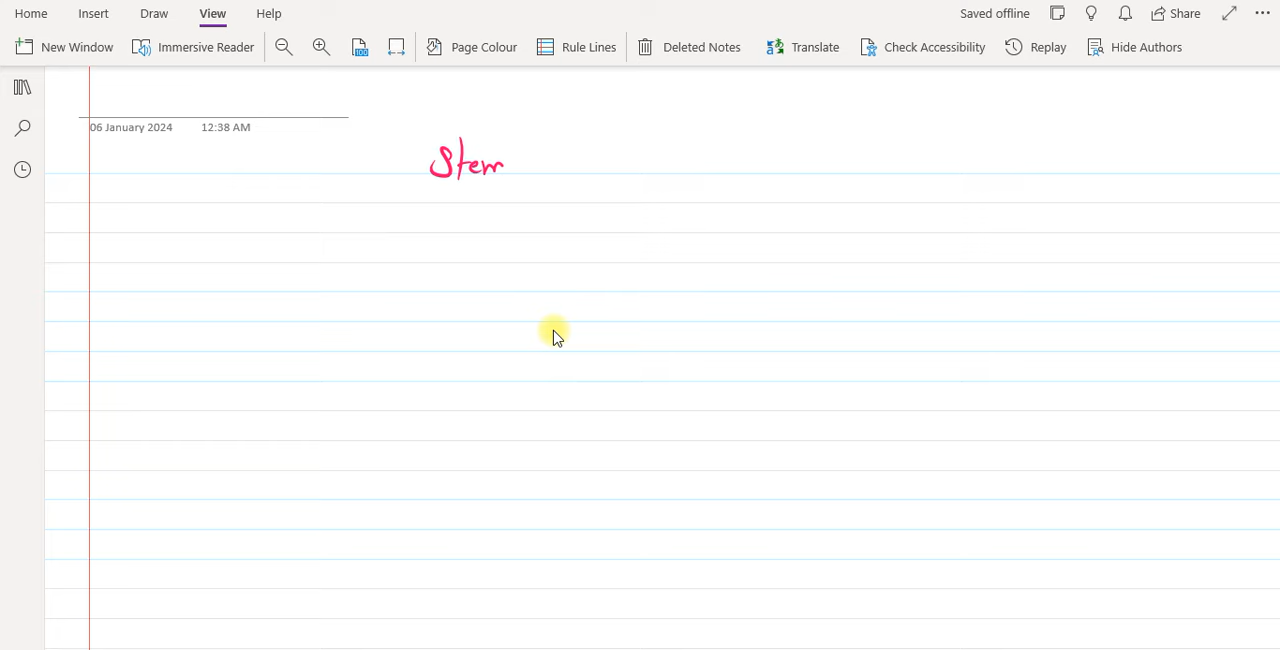 Home Insert Draw View Help Saved offline Share
New Window Immersive Reader 100 Page Colour Rule Lines Deleted Notes Translate Check Accessibility Replay Hide Authors
06 January 2024 12:38 AM
Stem